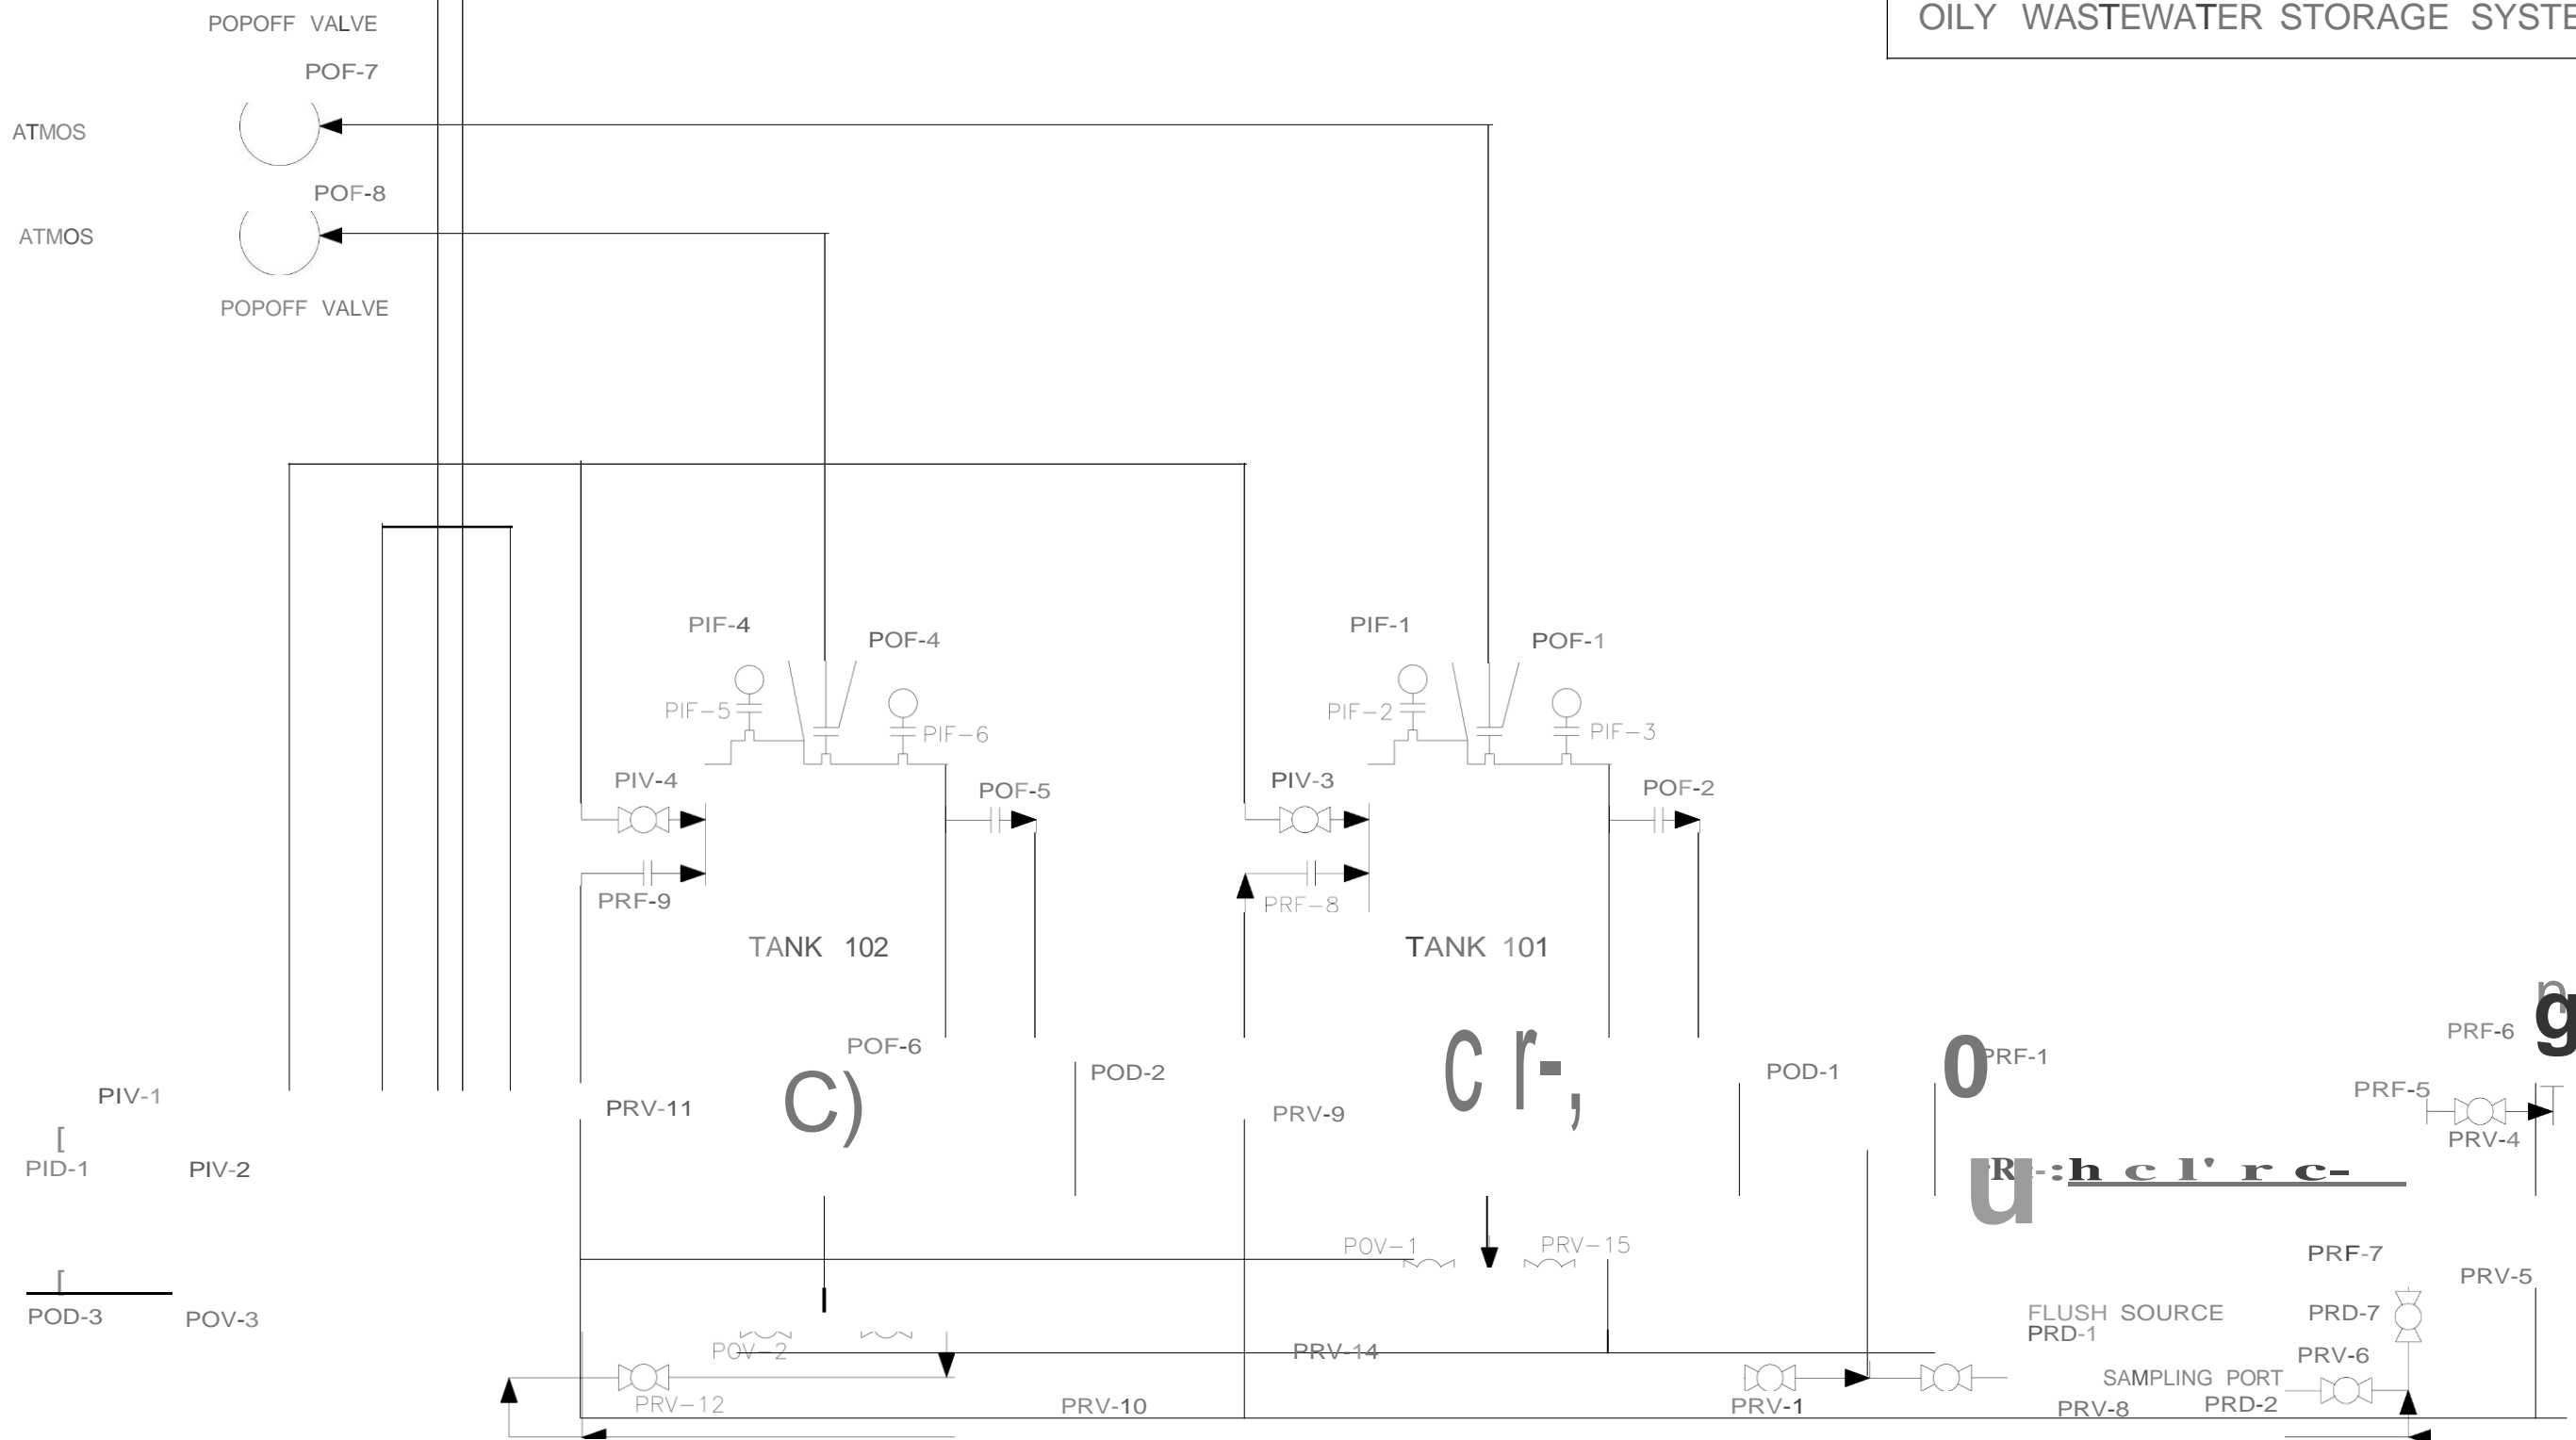 POPOFF VALVE
OILY WASTEWATER STORAGE SYSTE
POF-7
ATMOS
POF-8
ATMOS
POPOFF VALVE
PIF-4
POF-4
PIF-1
POF-1
PIF-5
PIF-6
PIF-2
PIF-3
PIV-4
POF-5
PIV-3
POF-2
PRF-9
PRF-8
TANK 102
TANK 101
POF-6
POD-2
c r-,
POD-1
0
PRF-1
PRF-6
g
PIV-1
PRV-11
C)
PRV-9
PRF-5
PRV-4
[
PID-1
PIV-2
u
R-:h c l' r c-
POV-1
PRV-15
PRF-7
PRV-5
[
POD-3
POV-3
FLUSH SOURCE
PRD-1
PRD-7
POV-2
PRV-14
PRV-6
SAMPLING PORT
PRV-12
PRV-10
PRV-1
PRV-8
PRD-2